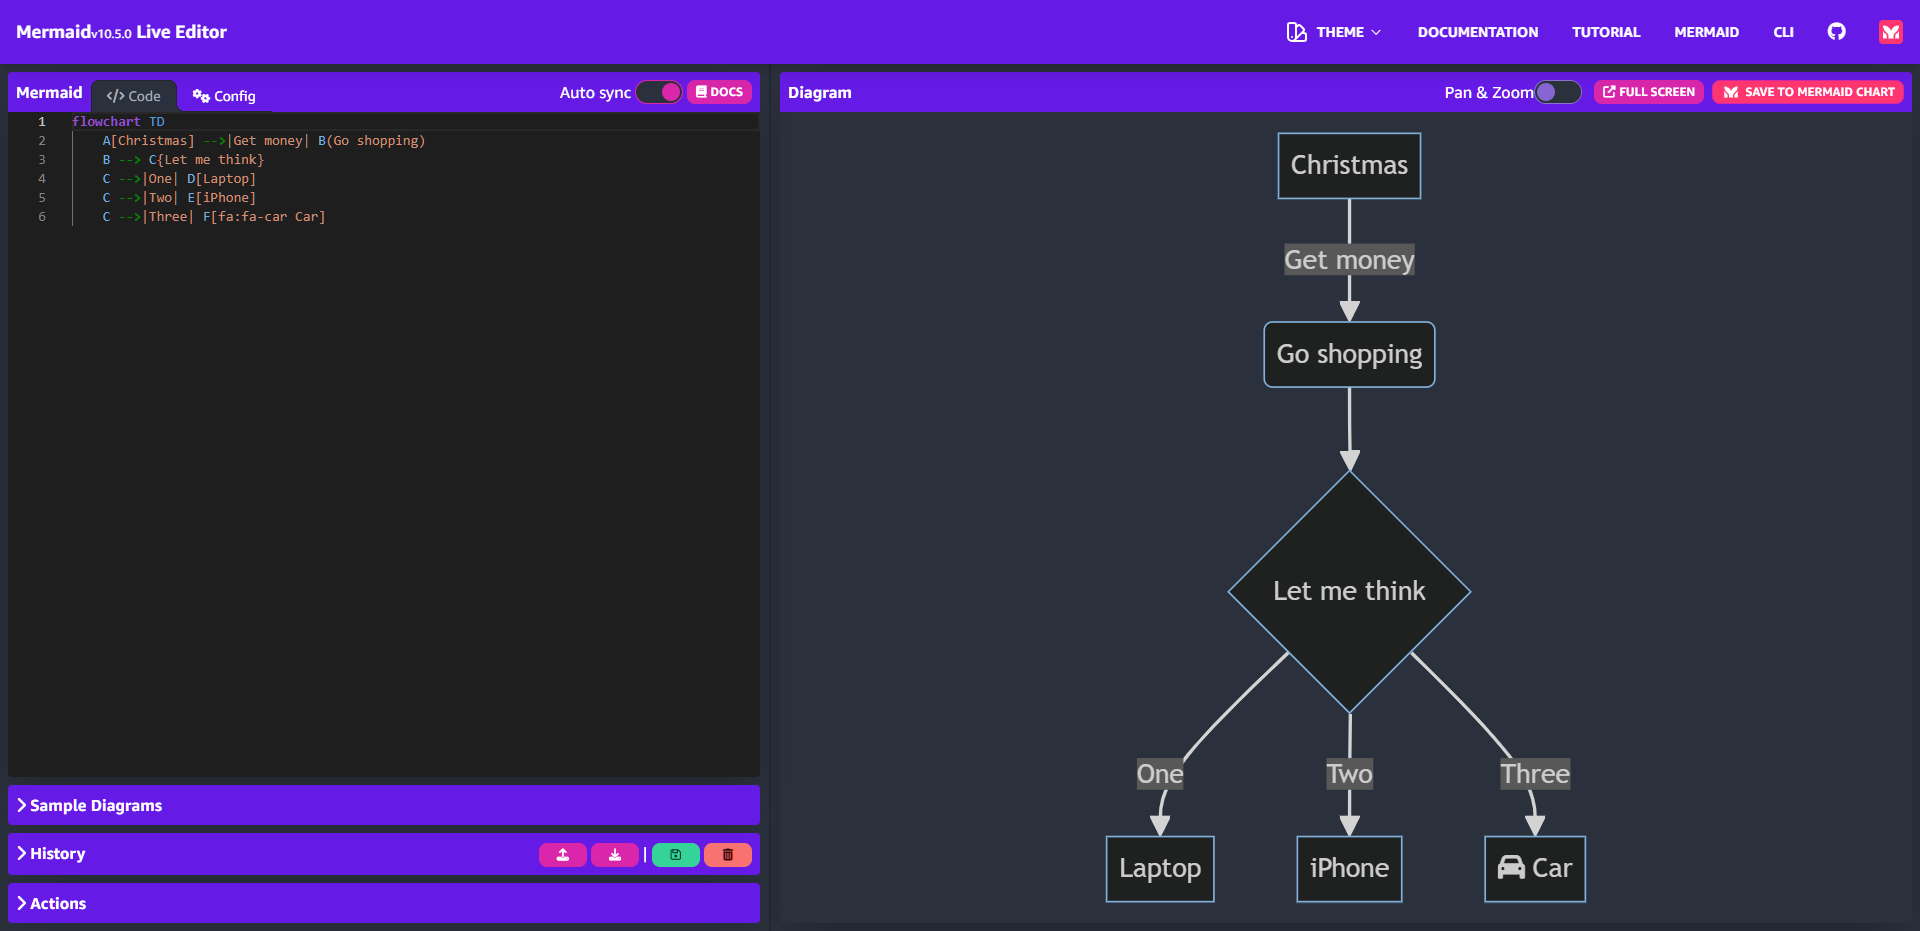 Mermaidv10.5.0 Live Editor
THEME
DOCUMENTATION
TUTORIAL
MERMAID
CLI
Mermaid
Code
Config
Auto sync
DOCS
1 flowchart TD
2 A[Christmas] -->|Get money| B(Go shopping)
3 B --> C{Let me think}
4 C -->|One| D[Laptop]
5 C -->|Two| E[iPhone]
6 C -->|Three| F[fa:fa-car Car]
Sample Diagrams
History
Actions
Diagram
Pan & Zoom
FULL SCREEN
SAVE TO MERMAID CHART
Christmas
Get money
Go shopping
Let me think
One
Two
Three
Laptop
iPhone
Car